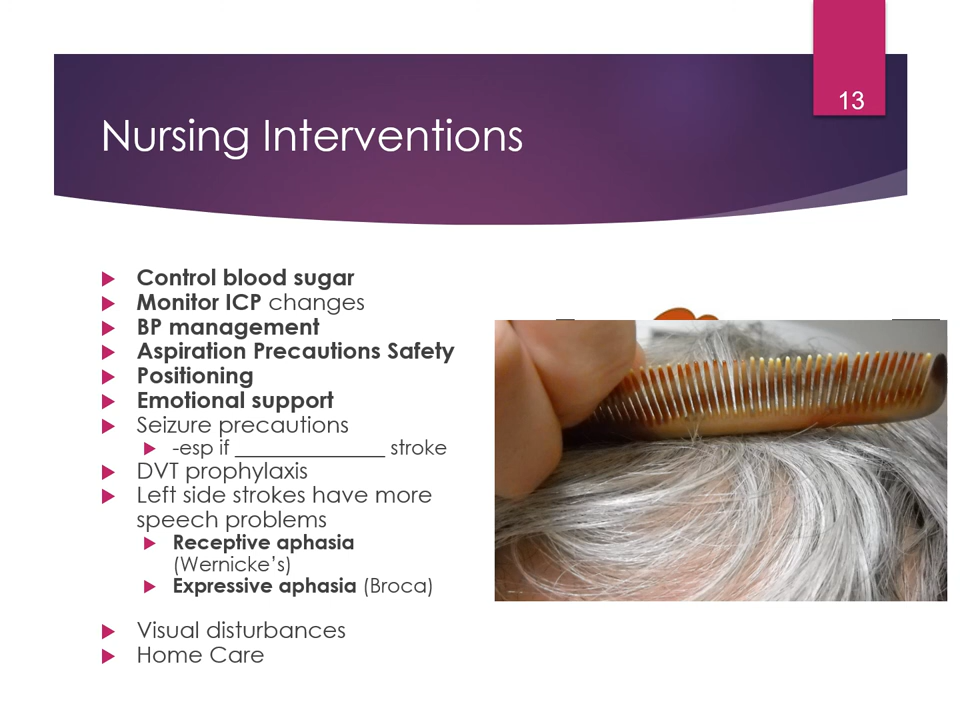 13
Nursing Interventions
Control blood sugar
Monitor ICP changes
BP management
Aspiration Precautions Safety
Positioning
Emotional support
Seizure precautions
-esp if _______________ stroke
DVT prophylaxis
Left side strokes have more
speech problems
Receptive aphasia
(Wernicke’s)
Expressive aphasia (Broca)
Visual disturbances
Home Care